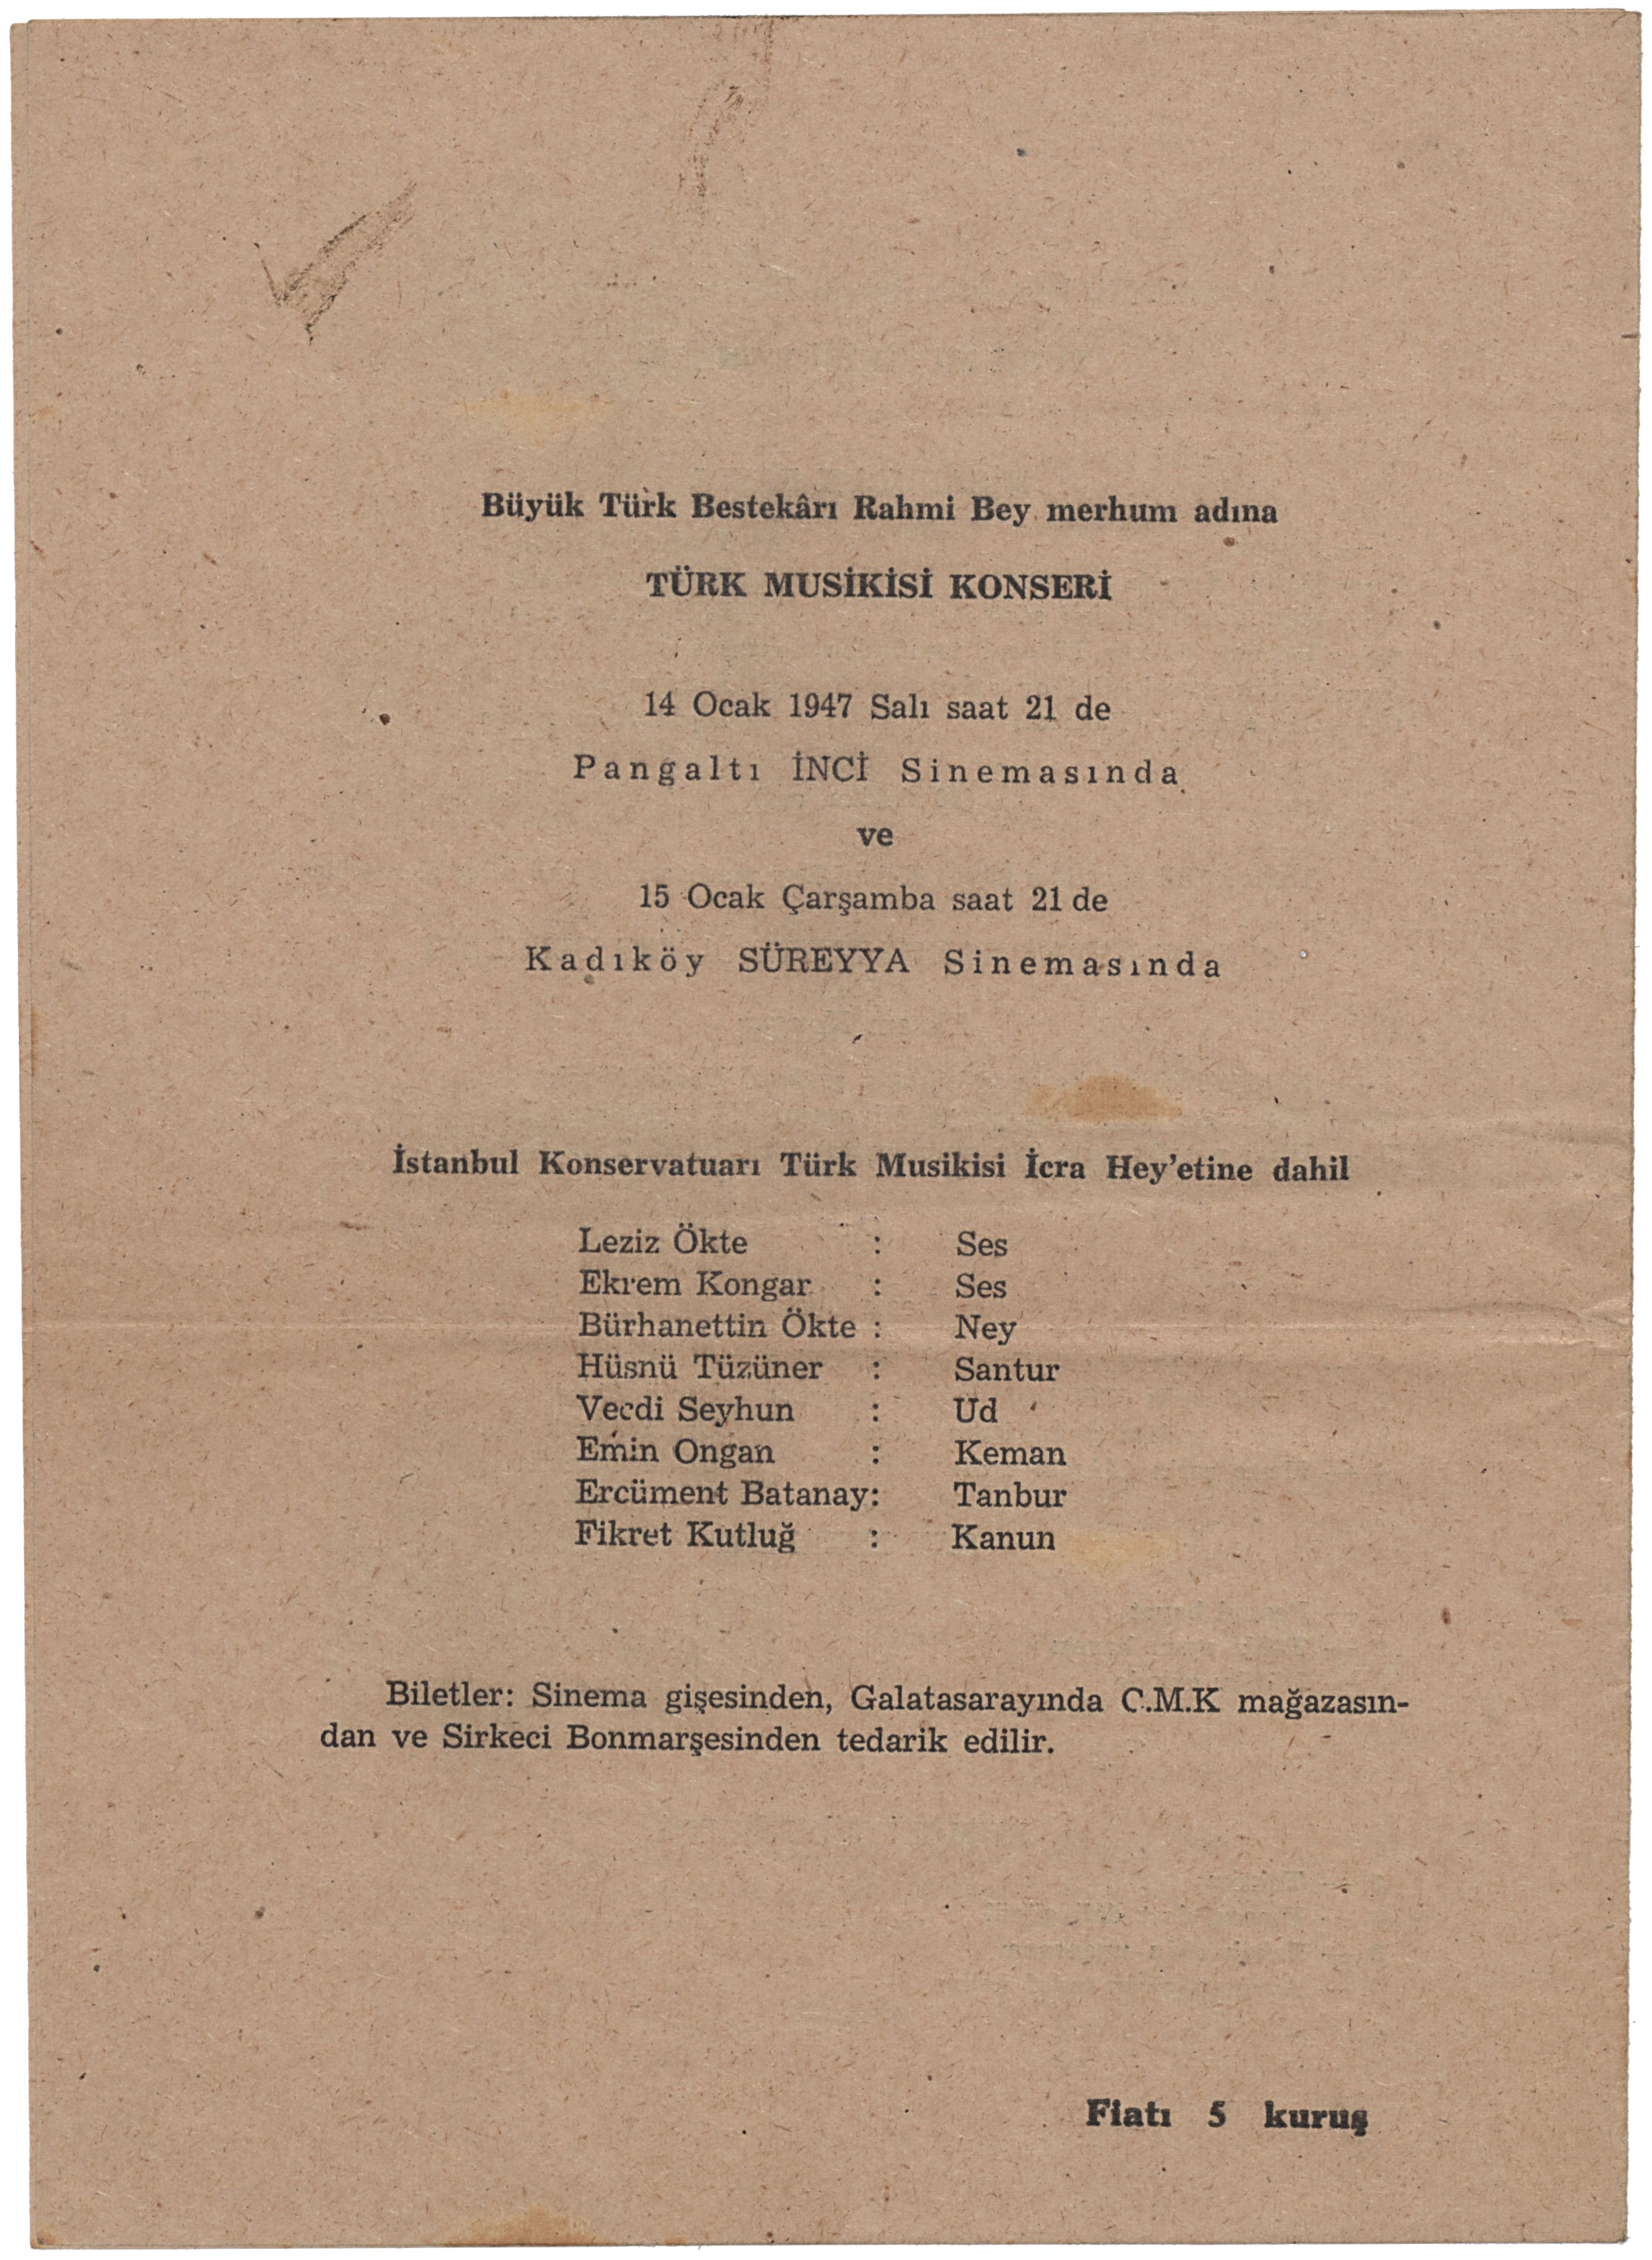 Büyük Türk Bestekârı Rahmi Bey merhum adına
TÜRK MUSİKİSİ KONSERİ
14 Ocak 1947 Salı saat 21 de
Pangaltı İNCİ Sinemasında
ve
15 Ocak Çarşamba saat 21 de
Kadıköy SÜREYYA Sinemasında
İstanbul Konservatuarı Türk Musikisi İcra Hey'etine dahil
Leziz Ökte : Ses
Ekrem Kongar : Ses
Bürhanettin Ökte : Ney
Hüsnü Tüzüner : Santur
Vecdi Seyhun : Ud
Emin Ongan : Keman
Ercüment Batanay: Tanbur
Fikret Kutluğ : Kanun
Biletler: Sinema gişesinden, Galatasarayında C.M.K mağazasın-
dan ve Sirkeci Bonmarşesinden tedarik edilir.
Fiatı 5 kuruş